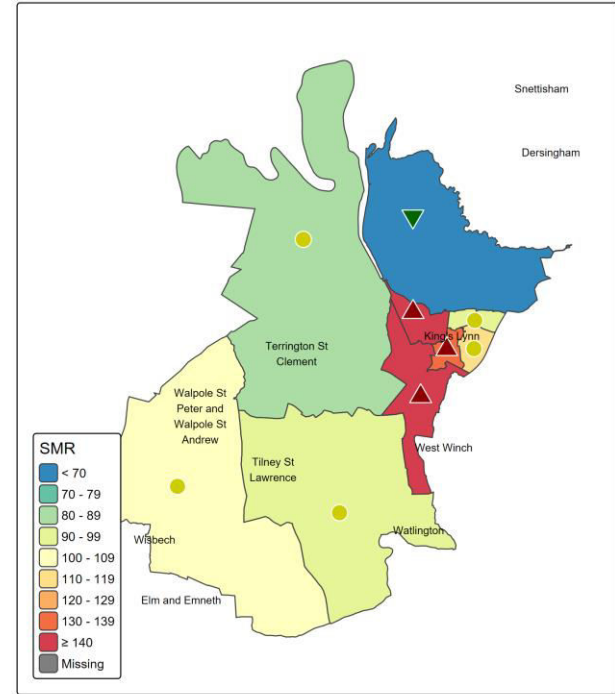 Snettisham
Dersingham
King's Lynn
Terrington St
Clement
Walpole St
Peter and
Walpole St
Andrew
Tilney St
Lawrence
West Winch
Watlington
Wisbech
Elm and Emneth
SMR
< 70
70 - 79
80 - 89
90 - 99
100 - 109
110 - 119
120 - 129
130 - 139
≥ 140
Missing